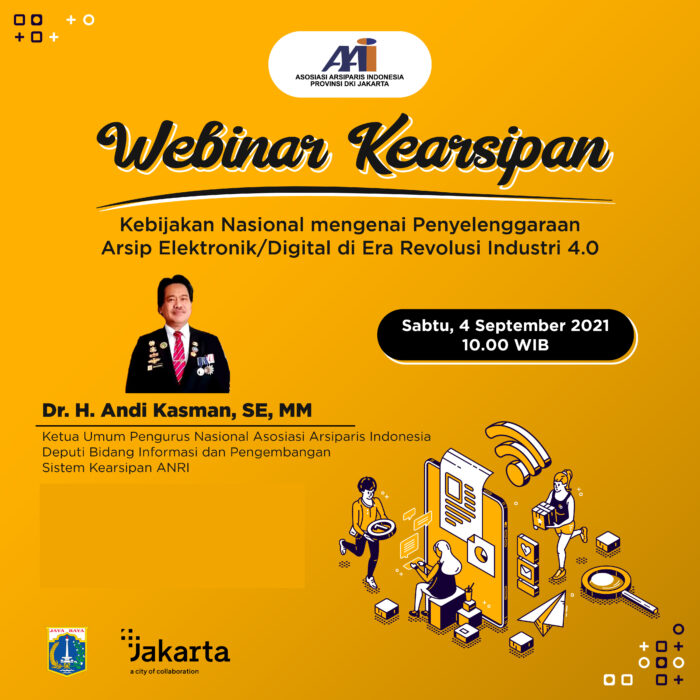 AAI
ASOSIASI ARSIPARIS INDONESIA
PROVINSI DKI JAKARTA
Webinar Kearsipan
Kebijakan Nasional mengenai Penyelenggaraan
Arsip Elektronik/Digital di Era Revolusi Industri 4.0
Sabtu, 4 September 2021
10.00 WIB
Dr. H. Andi Kasman, SE, MM
Ketua Umum Pengurus Nasional Asosiasi Arsiparis Indonesia
Deputi Bidang Informasi dan Pengembangan
Sistem Kearsipan ANRI
JAYA RAYA
Jakarta
a city of collaboration